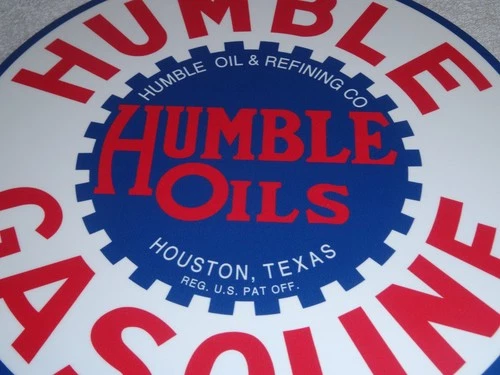 HUMBLE
HUMBLE OIL & REFINING CO
HUMBLE
OILS
HOUSTON, TEXAS
REG. U.S. PAT OFF.
GASOLINE